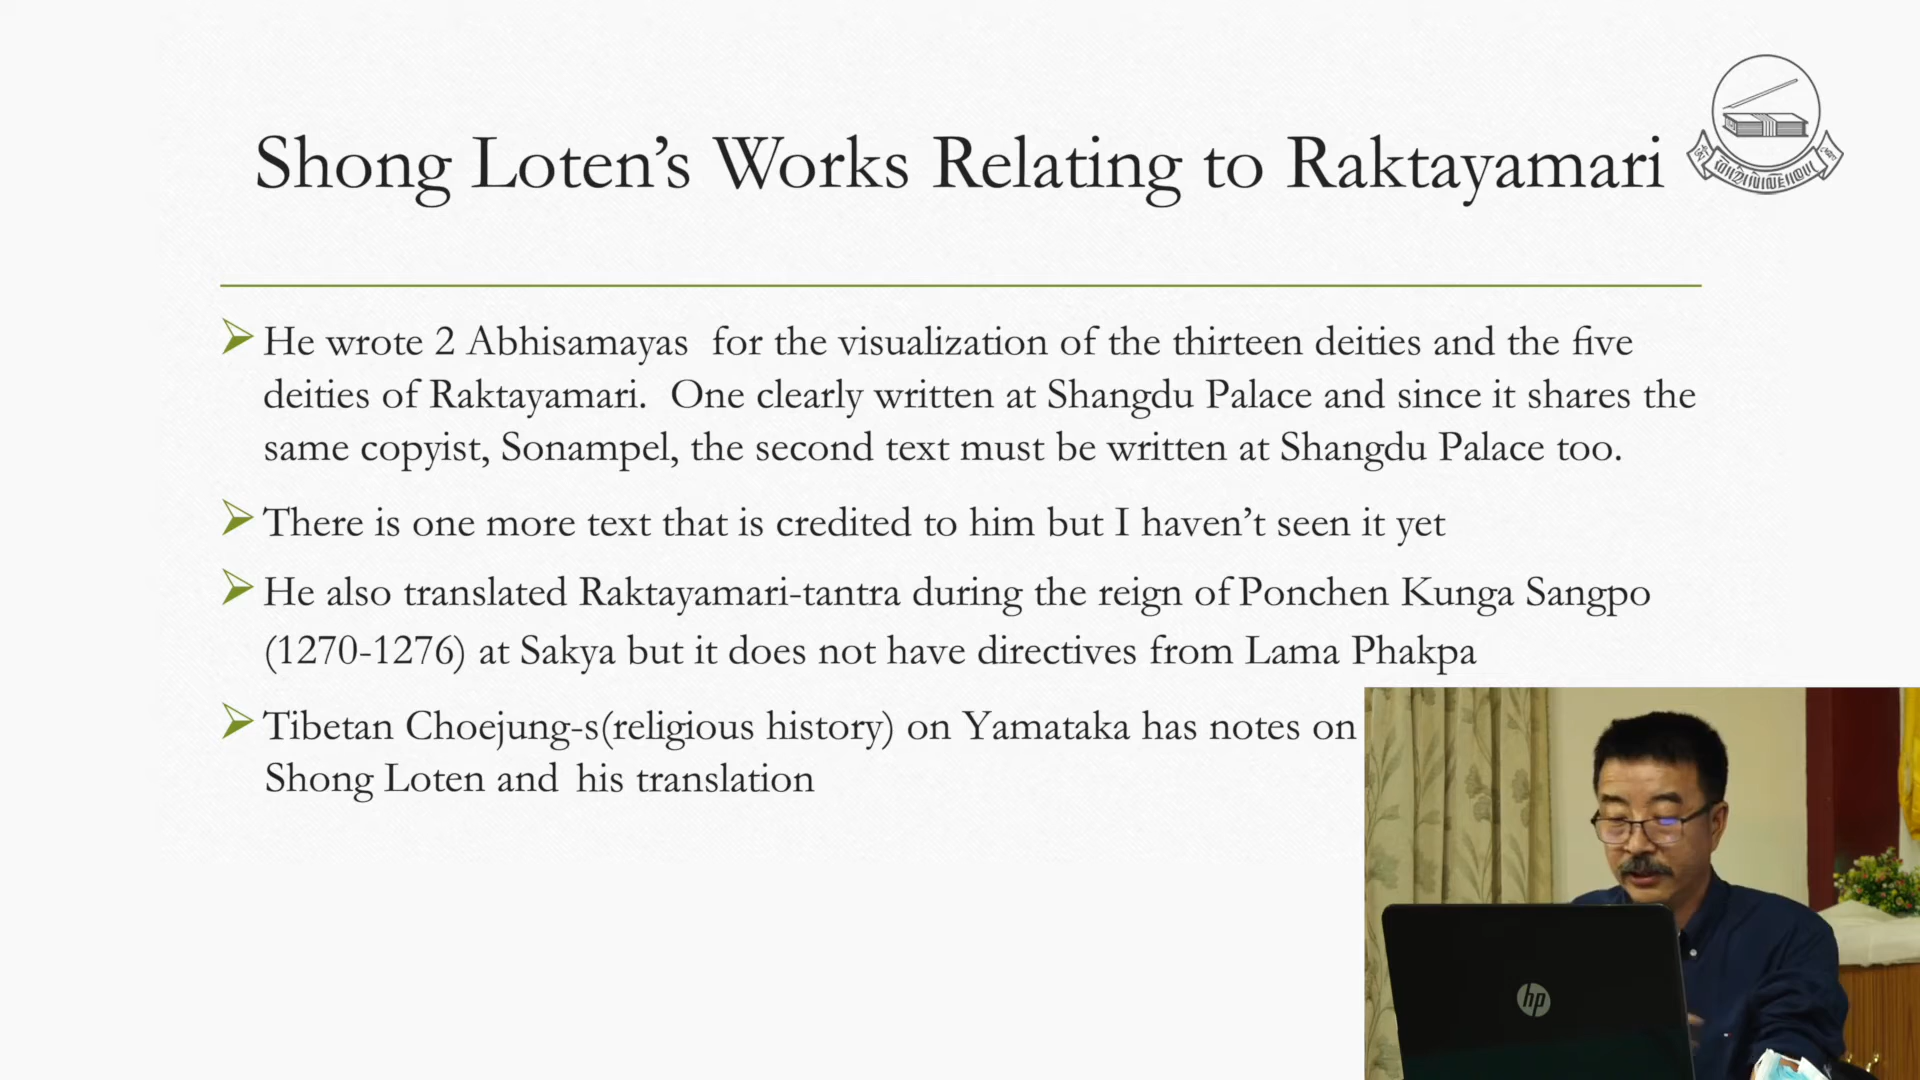 Shong Loten’s Works Relating to Raktayamari
He wrote 2 Abhisamayas for the visualization of the thirteen deities and the five
deities of Raktayamari. One clearly written at Shangdu Palace and since it shares the
same copyist, Sonampel, the second text must be written at Shangdu Palace too.
There is one more text that is credited to him but I haven’t seen it yet
He also translated Raktayamari-tantra during the reign of Ponchen Kunga Sangpo
(1270-1276) at Sakya but it does not have directives from Lama Phakpa
Tibetan Choejung-s(religious history) on Yamataka has notes on
Shong Loten and his translation
hp